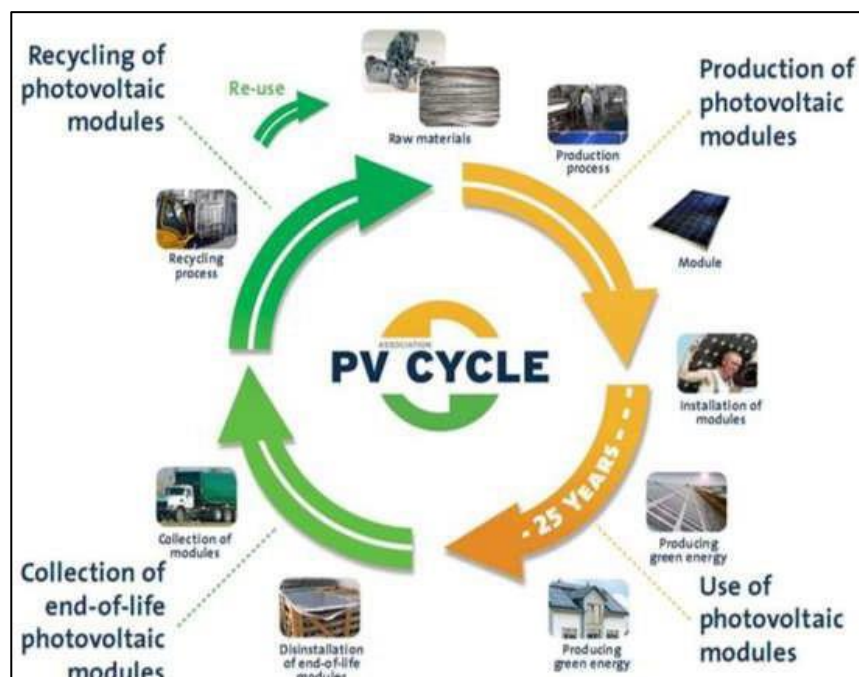 Recycling of
photovoltaic
modules
Re-use
Raw materials
Production of
photovoltaic
modules
Production
process
Module
Recycling
process
ASSOCIATION
PV CYCLE
Installation of
modules
- 25 YEARS - - -
Producing
green energy
Collection of
modules
Collection of
end-of-life
photovoltaic
modules
Disinstallation
of end-of-life
modules
Producing
green energy
Use of
photovoltaic
modules